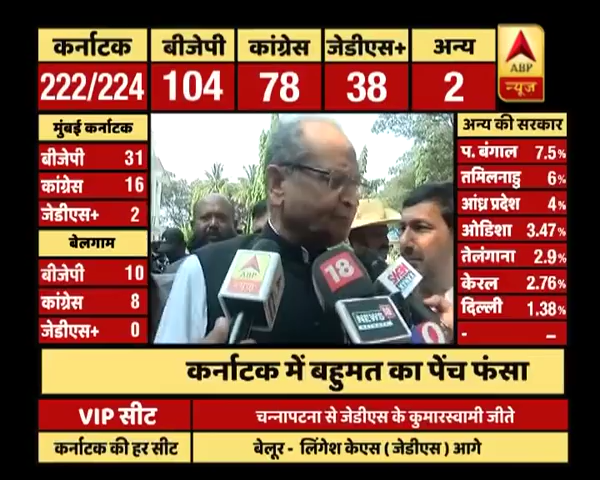 कर्नाटक बीजेपी कांग्रेस जेडीएस+ अन्य
222/224 104 78 38 2
ABP
न्यूज़
मुंबई कर्नाटक
बीजेपी 31
कांग्रेस 16
जेडीएस+ 2
बेलगाम
बीजेपी 10
कांग्रेस 8
जेडीएस+ 0
ABP
न्यूज़
18
NEWS 18
अन्य की सरकार
प. बंगाल 7.5%
तमिलनाडु 6%
आंध्र प्रदेश 4%
ओडिशा 3.47%
तेलंगाना 2.9%
केरल 2.76%
दिल्ली 1.38%
- –
कर्नाटक में बहुमत का पेंच फंसा
VIP सीट चन्नापटना से जेडीएस के कुमारस्वामी जीते
कर्नाटक की हर सीट बेलूर - लिंगेश केएस ( जेडीएस ) आगे